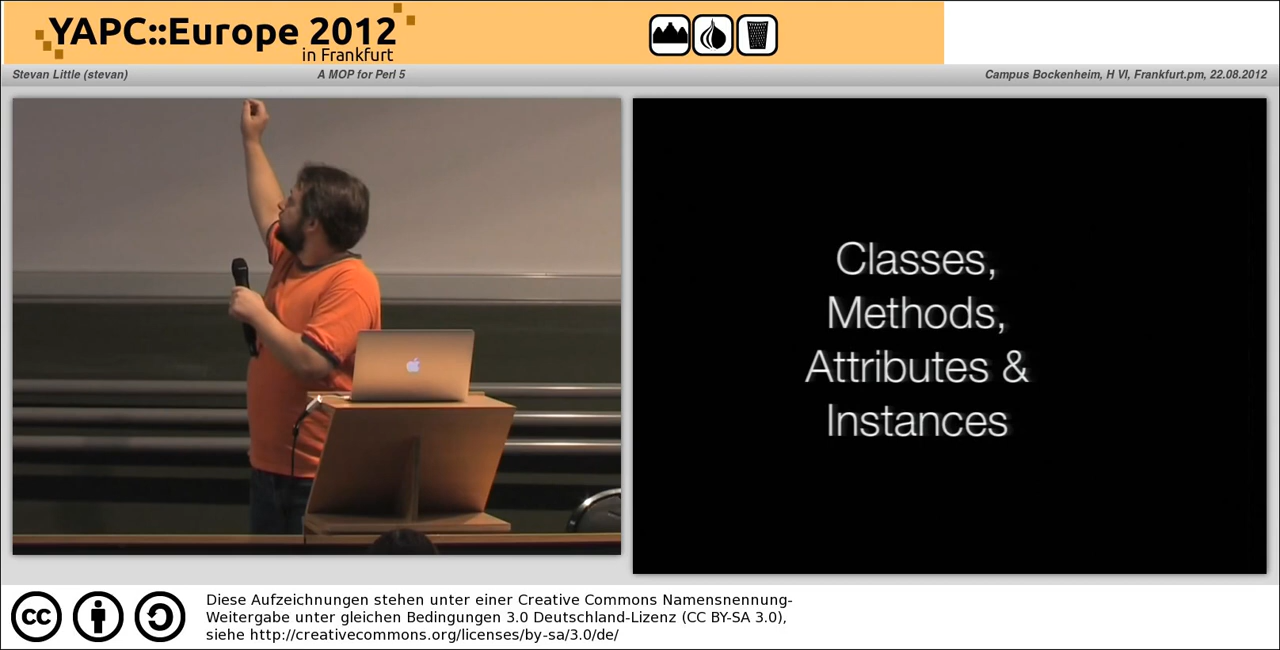 YAPC::Europe 2012
in Frankfurt
Stevan Little (stevan)
A MOP for Perl 5
Campus Bockenheim, H VI, Frankfurt.pm, 22.08.2012
Classes,
Methods,
Attributes &
Instances
cc
Diese Aufzeichnungen stehen unter einer Creative Commons Namensnennung-
Weitergabe unter gleichen Bedingungen 3.0 Deutschland-Lizenz (CC BY-SA 3.0),
siehe http://creativecommons.org/licenses/by-sa/3.0/de/